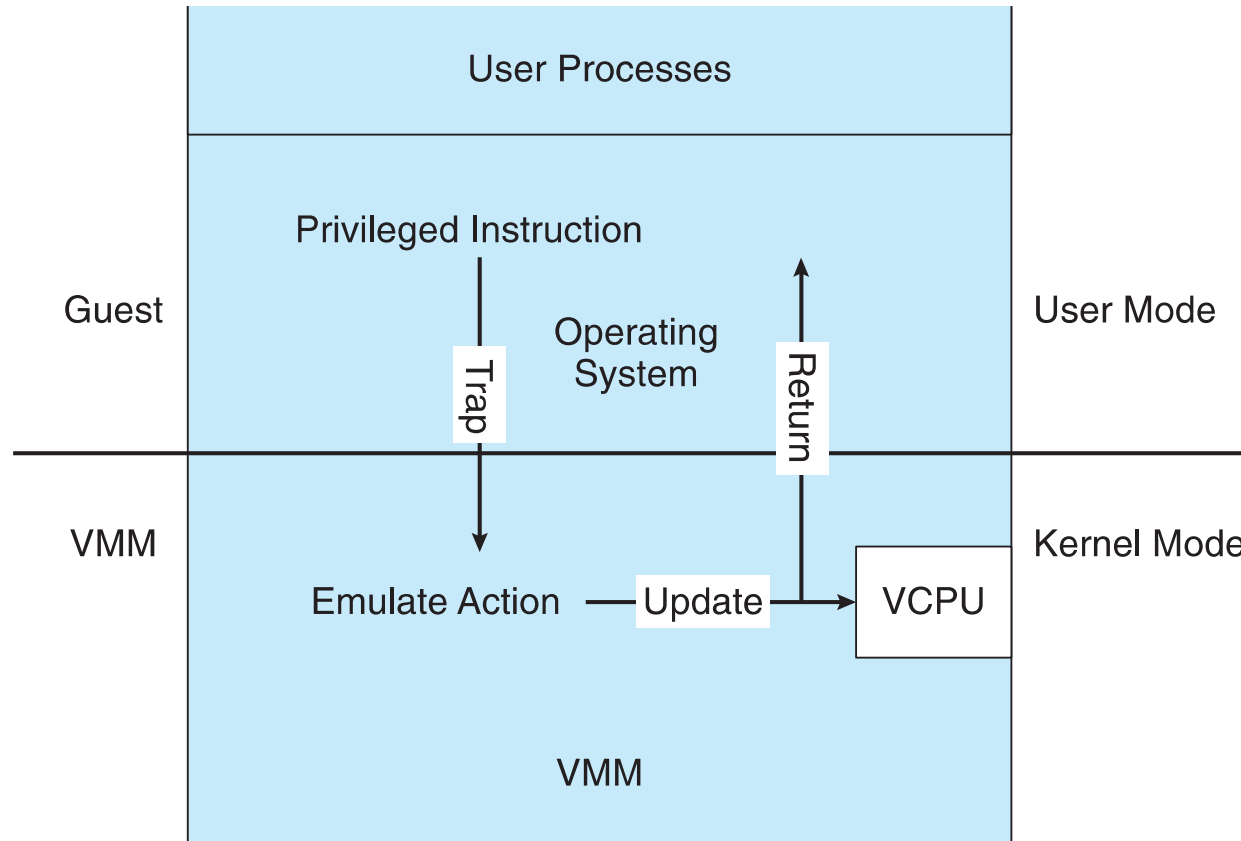 User Processes
Privileged Instruction
Guest
User Mode
Operating
System
Trap
Return
VMM
Kernel Mode
Emulate Action
Update
VCPU
VMM